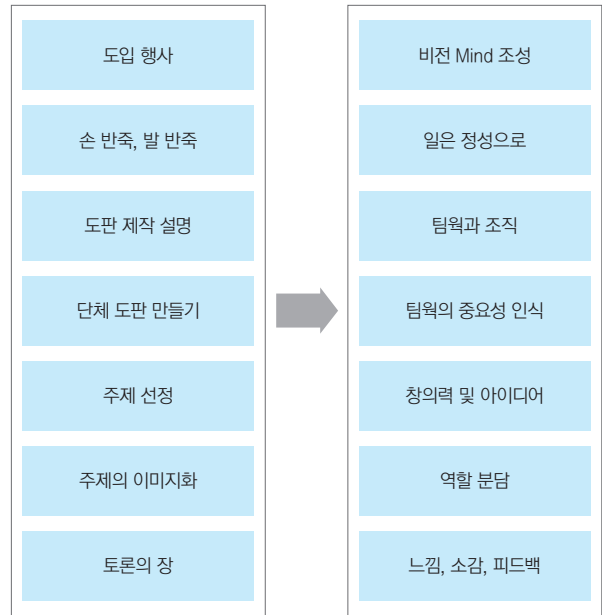 도입 행사
손 반죽, 발 반죽
도판 제작 설명
단체 도판 만들기
주제 선정
주제의 이미지화
토론의 장
비전 Mind 조성
일은 정성으로
팀웍과 조직
팀웍의 중요성 인식
창의력 및 아이디어
역할 분담
느낌, 소감, 피드백